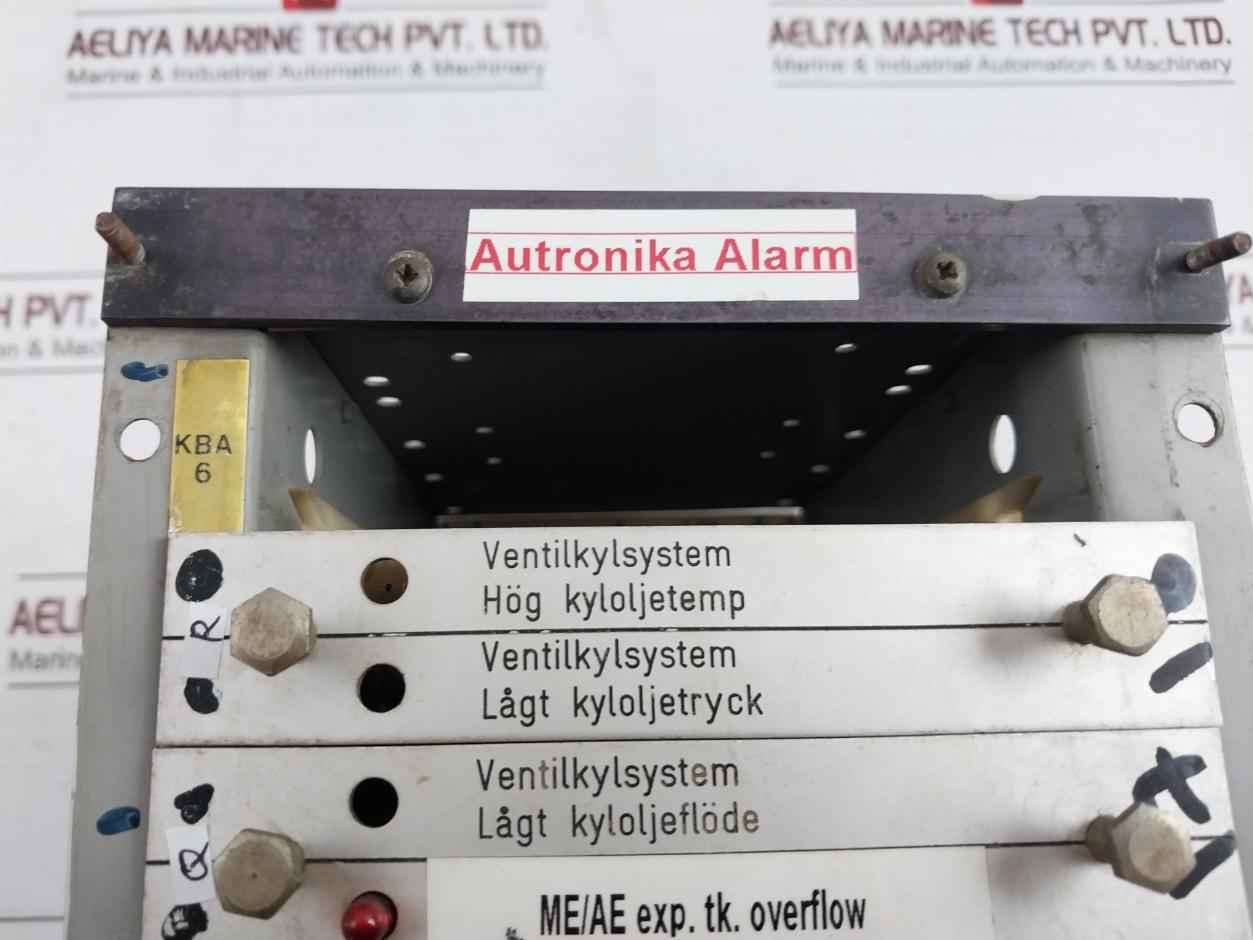 AELIYA MARINE TECH PVT. LTD.
Marine & Industrial Automation & Machinery
AELIYA MARINE TECH PVT. LTD.
Marine & Industrial Automation & Machinery
Autronika Alarm
H PVT.
KBA
6
Ventilkylsystem
Hög kyloljetemp
R
Ventilkylsystem
Lågt kyloljetryck
Ventilkylsystem
Lågt kyloljeflöde
Q
ME/AE exp. tk. overflow